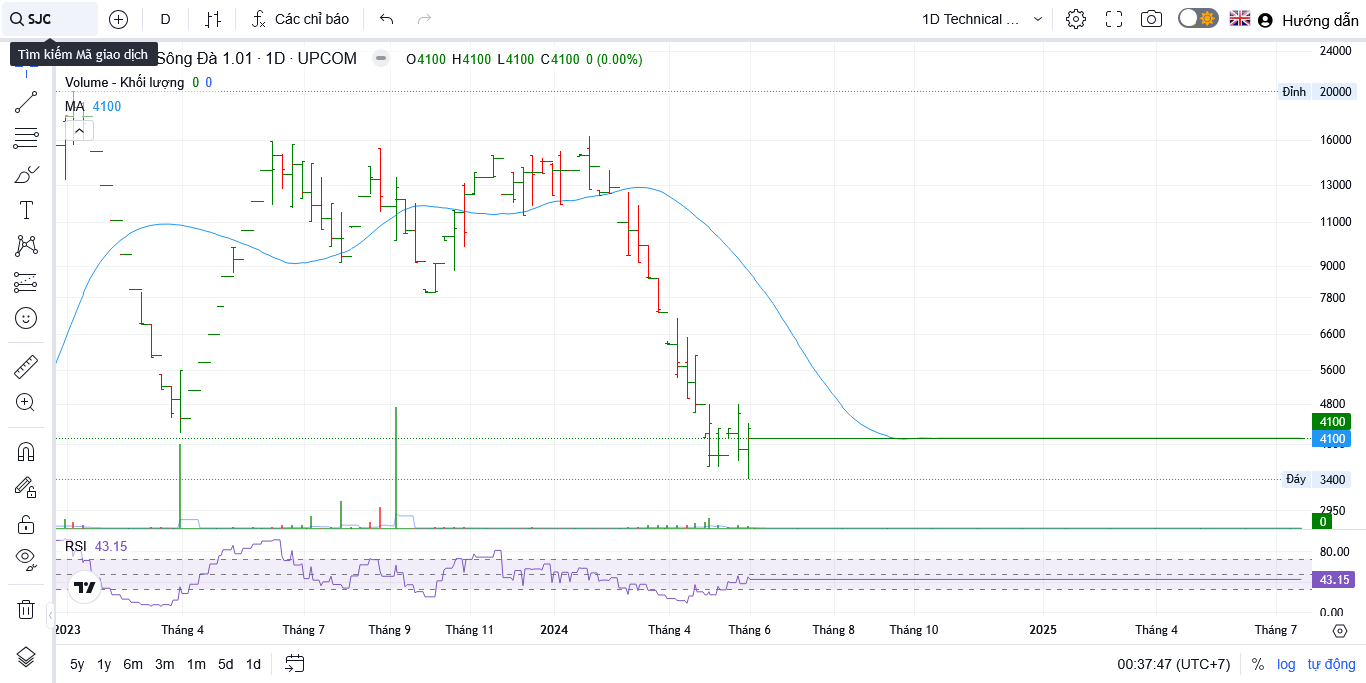 SJC D Các chỉ báo 1D Technical ... Hướng dẫn
Tìm kiếm Mã giao dịch
Sông Đà 1.01 · 1D · UPCOM O4100 H4100 L4100 C4100 0 (0.00%)
Volume - Khối lượng 0 0
MA 4100
24000
Đỉnh 20000
16000
13000
11000
9000
7800
6600
5600
4800
4100
4100
Đáy 3400
2950
0
RSI 43.15
80.00
43.15
0.00
2023 Tháng 4 Tháng 7 Tháng 9 Tháng 11 2024 Tháng 4 Tháng 6 Tháng 8 Tháng 10 2025 Tháng 4 Tháng 7
5y 1y 6m 3m 1m 5d 1d 00:37:47 (UTC+7) % log tự động